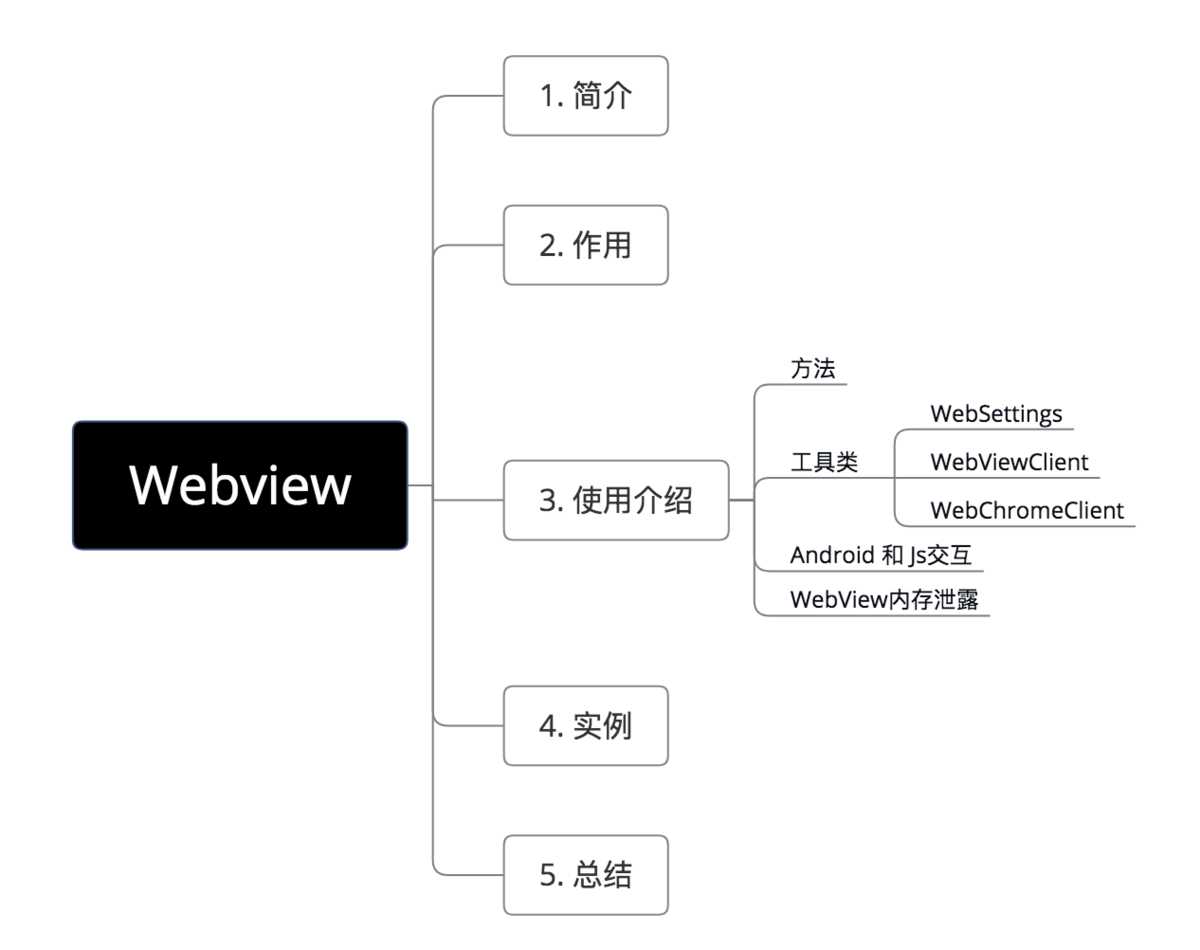 Webview
1. 简介
2. 作用
3. 使用介绍
方法
工具类
WebSettings
WebViewClient
WebChromeClient
Android 和 Js交互
WebView内存泄露
4. 实例
5. 总结